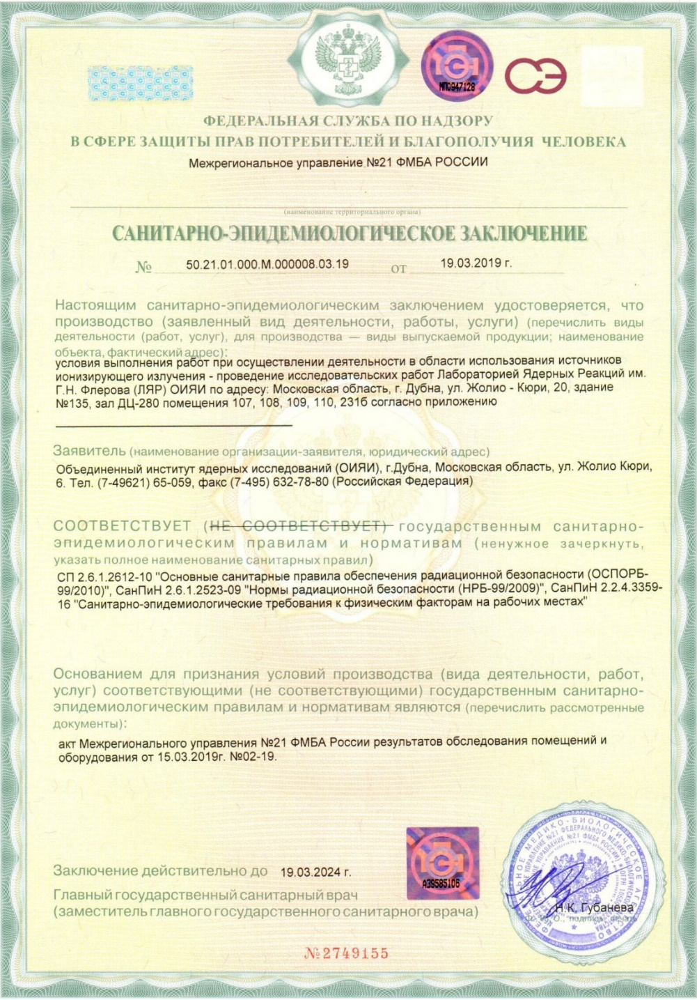 МП0947128
СЭ
ФЕДЕРАЛЬНАЯ СЛУЖБА ПО НАДЗОРУ
В СФЕРЕ ЗАЩИТЫ ПРАВ ПОТРЕБИТЕЛЕЙ И БЛАГОПОЛУЧИЯ ЧЕЛОВЕКА
Межрегиональное управление №21 ФМБА РОССИИ
(наименование территориального органа)
САНИТАРНО-ЭПИДЕМИОЛОГИЧЕСКОЕ ЗАКЛЮЧЕНИЕ
№ 50.21.01.000.М.000008.03.19 от 19.03.2019 г.
Настоящим санитарно-эпидемиологическим заключением удостоверяется, что
производство (заявленный вид деятельности, работы, услуги) (перечислить виды
деятельности (работ, услуг), для производства — виды выпускаемой продукции; наименование
объекта, фактический адрес):
условия выполнения работ при осуществлении деятельности в области использования источников
ионизирующего излучения - проведение исследовательских работ Лабораторией Ядерных Реакций им.
Г.Н. Флерова (ЛЯР) ОИЯИ по адресу: Московская область, г. Дубна, ул. Жолио - Кюри, 20, здание
№135, зал ДЦ-280 помещения 107, 108, 109, 110, 231б согласно приложению
Заявитель (наименование организации-заявителя, юридический адрес)
Объединенный институт ядерных исследований (ОИЯИ), г.Дубна, Московская область, ул. Жолио Кюри,
6. Тел. (7-49621) 65-059, факс (7-495) 632-78-80 (Российская Федерация)
СООТВЕТСТВУЕТ (НЕ СООТВЕТСТВУЕТ) государственным санитарно-
эпидемиологическим правилам и нормативам (ненужное зачеркнуть,
указать полное наименование санитарных правил)
СП 2.6.1.2612-10 "Основные санитарные правила обеспечения радиационной безопасности (ОСПОРБ-
99/2010)", СанПиН 2.6.1.2523-09 "Нормы радиационной безопасности (НРБ-99/2009)", СанПиН 2.2.4.3359-
16 "Санитарно-эпидемиологические требования к физическим факторам на рабочих местах"
Основанием для признания условий производства (вида деятельности, работ,
услуг) соответствующими (не соответствующими) государственным санитарно-
эпидемиологическим правилам и нормативам являются (перечислить рассмотренные
документы):
акт Межрегионального управления №21 ФМБА России результатов обследования помещений и
оборудования от 15.03.2019г. №02-19.
Заключение действительно до 19.03.2024 г.
А39585106
Главный государственный санитарный врач
(заместитель главного государственного санитарного врача)
Н.К. Губанева
Ф. И. О., подпись, печать
№2749155